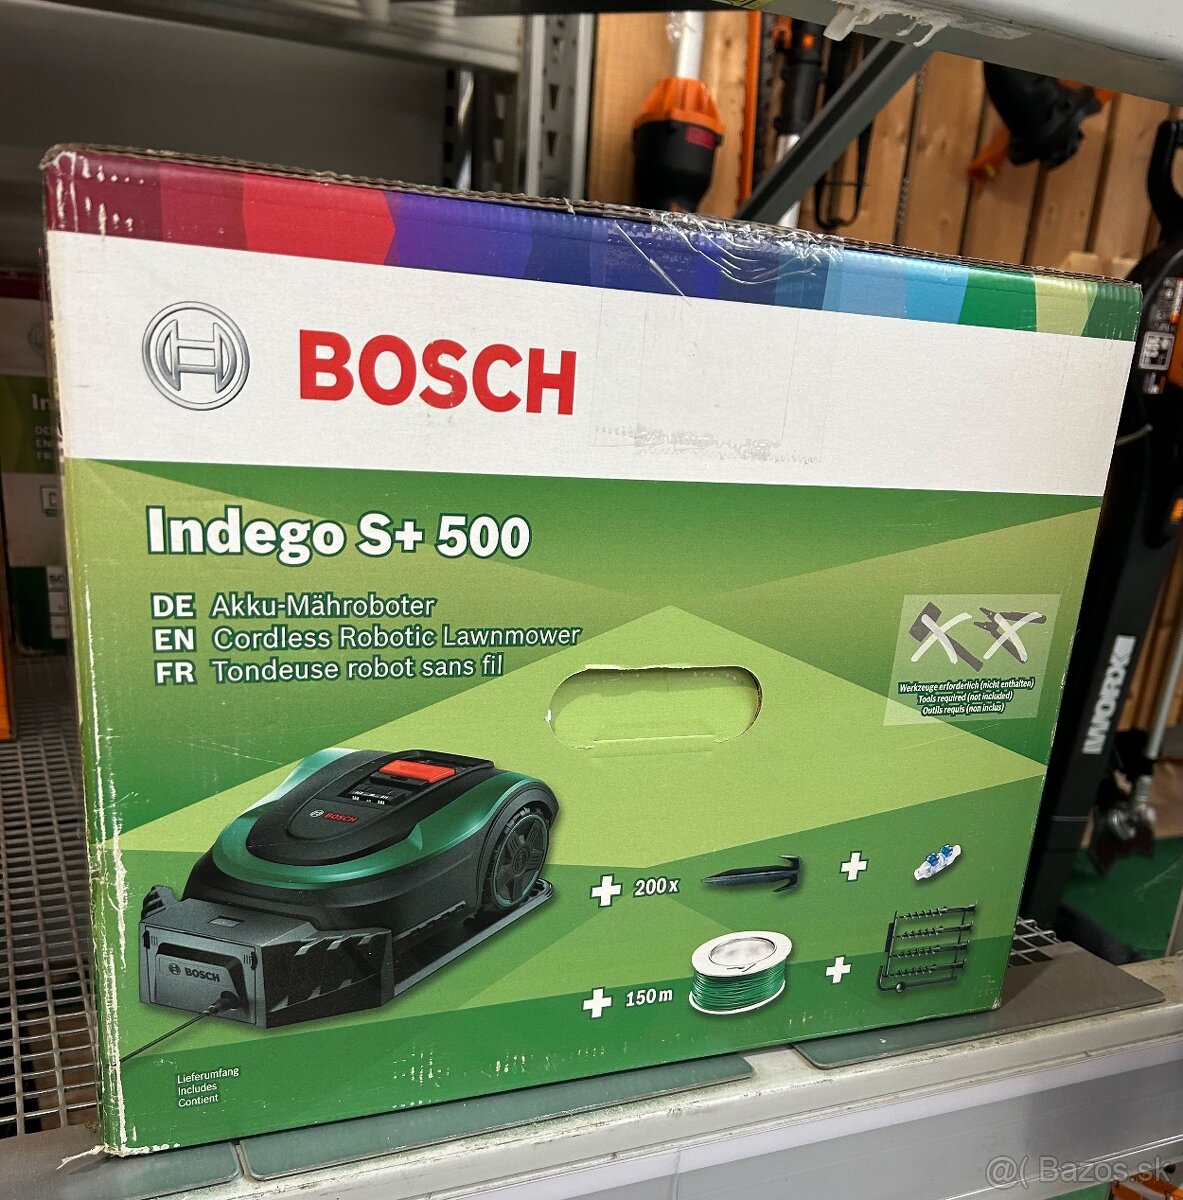 BOSCH
Indego S+ 500
DE Akku-Mähroboter
EN Cordless Robotic Lawnmower
FR Tondeuse robot sans fil
Werkzeuge erforderlich (nicht enthalten)
Tools required (not included)
Outils requis (non inclus)
BOSCH
BOSCH
+ 200 x +
+ 150 m +
Lieferumfang
Includes
Contient
WORX
@( Bazos.sk